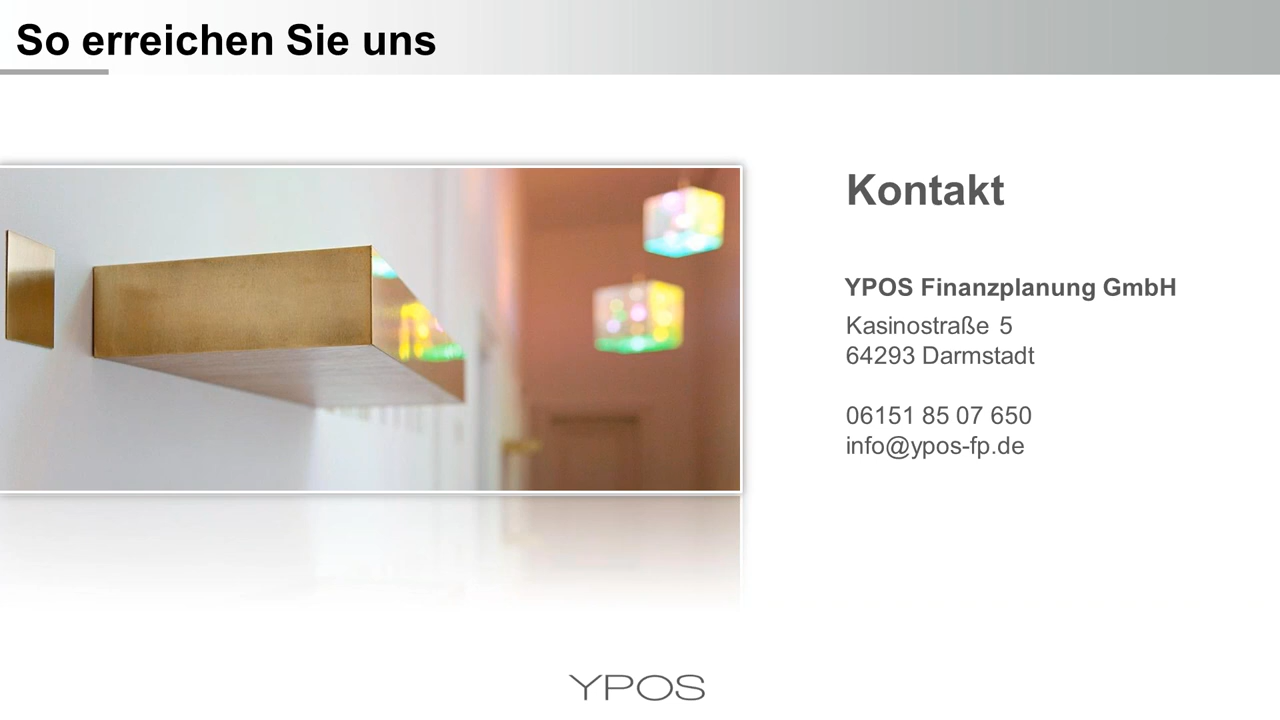 So erreichen Sie uns
Kontakt
YPOS Finanzplanung GmbH
Kasinostraße 5
64293 Darmstadt
06151 85 07 650
info@ypos-fp.de
YPOS